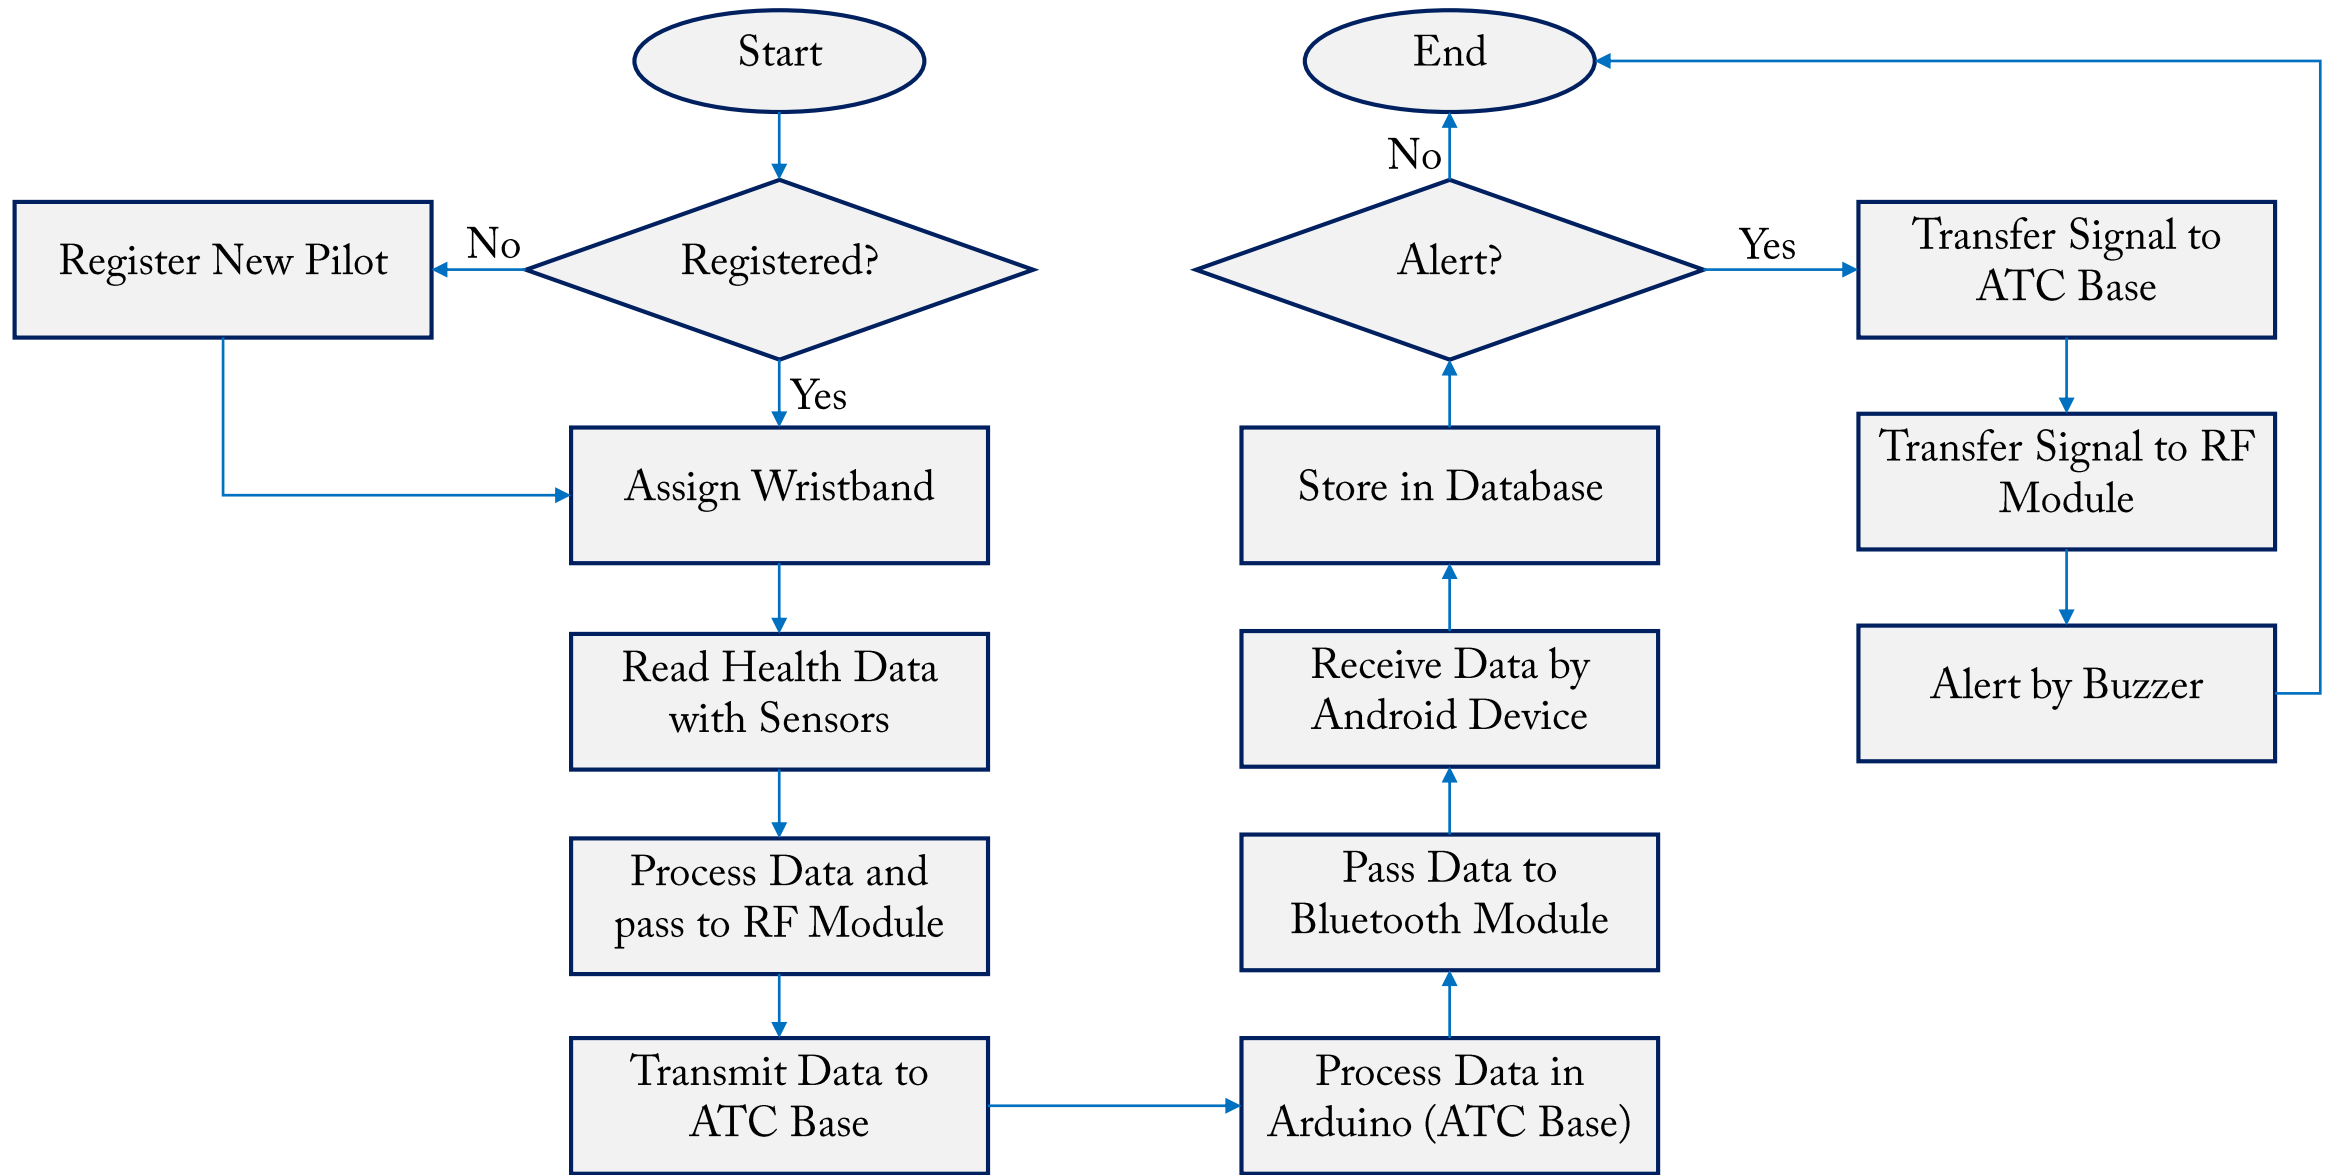 Start
Registered?
No
Register New Pilot
Yes
Assign Wristband
Read Health Data
with Sensors
Process Data and
pass to RF Module
Transmit Data to
ATC Base
Process Data in
Arduino (ATC Base)
Pass Data to
Bluetooth Module
Receive Data by
Android Device
Store in Database
Alert?
No
End
Yes
Transfer Signal to
ATC Base
Transfer Signal to RF
Module
Alert by Buzzer